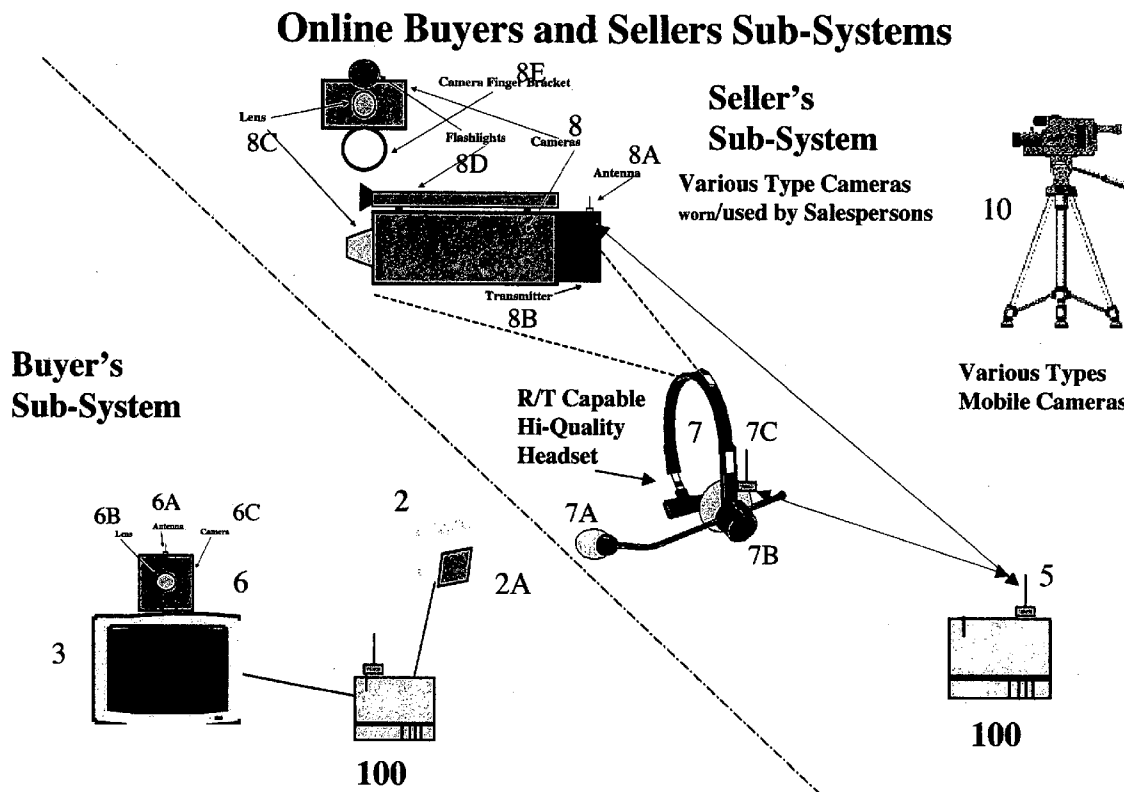 Online Buyers and Sellers Sub-Systems
8E
Camera Finger Bracket
Lens
8C
Flashlights
8D
8
Cameras
8A
Antenna
Transmitter
8B
Seller's
Sub-System
Various Type Cameras
worn/used by Salespersons
10
Various Types
Mobile Cameras
Buyer's
Sub-System
R/T Capable
Hi-Quality
Headset
7
7C
7A
7B
5
100
6A
Antenna
6B
Lens
6C
Camera
6
3
2
2A
100